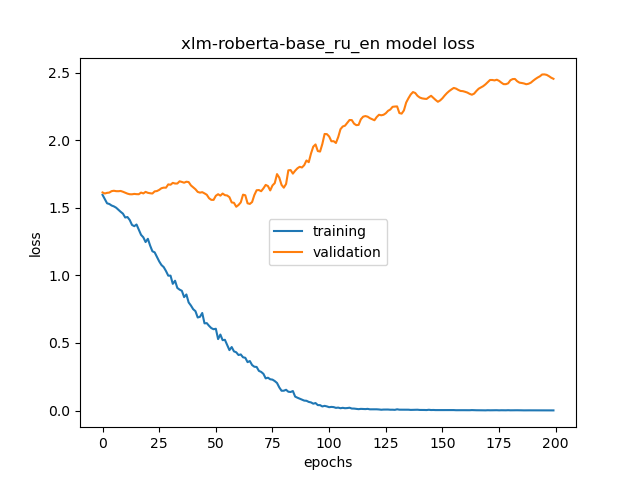 xlm-roberta-base_ru_en model loss
2.5
2.0
1.5
1.0
0.5
0.0
loss
training
validation
0 25 50 75 100 125 150 175 200
epochs